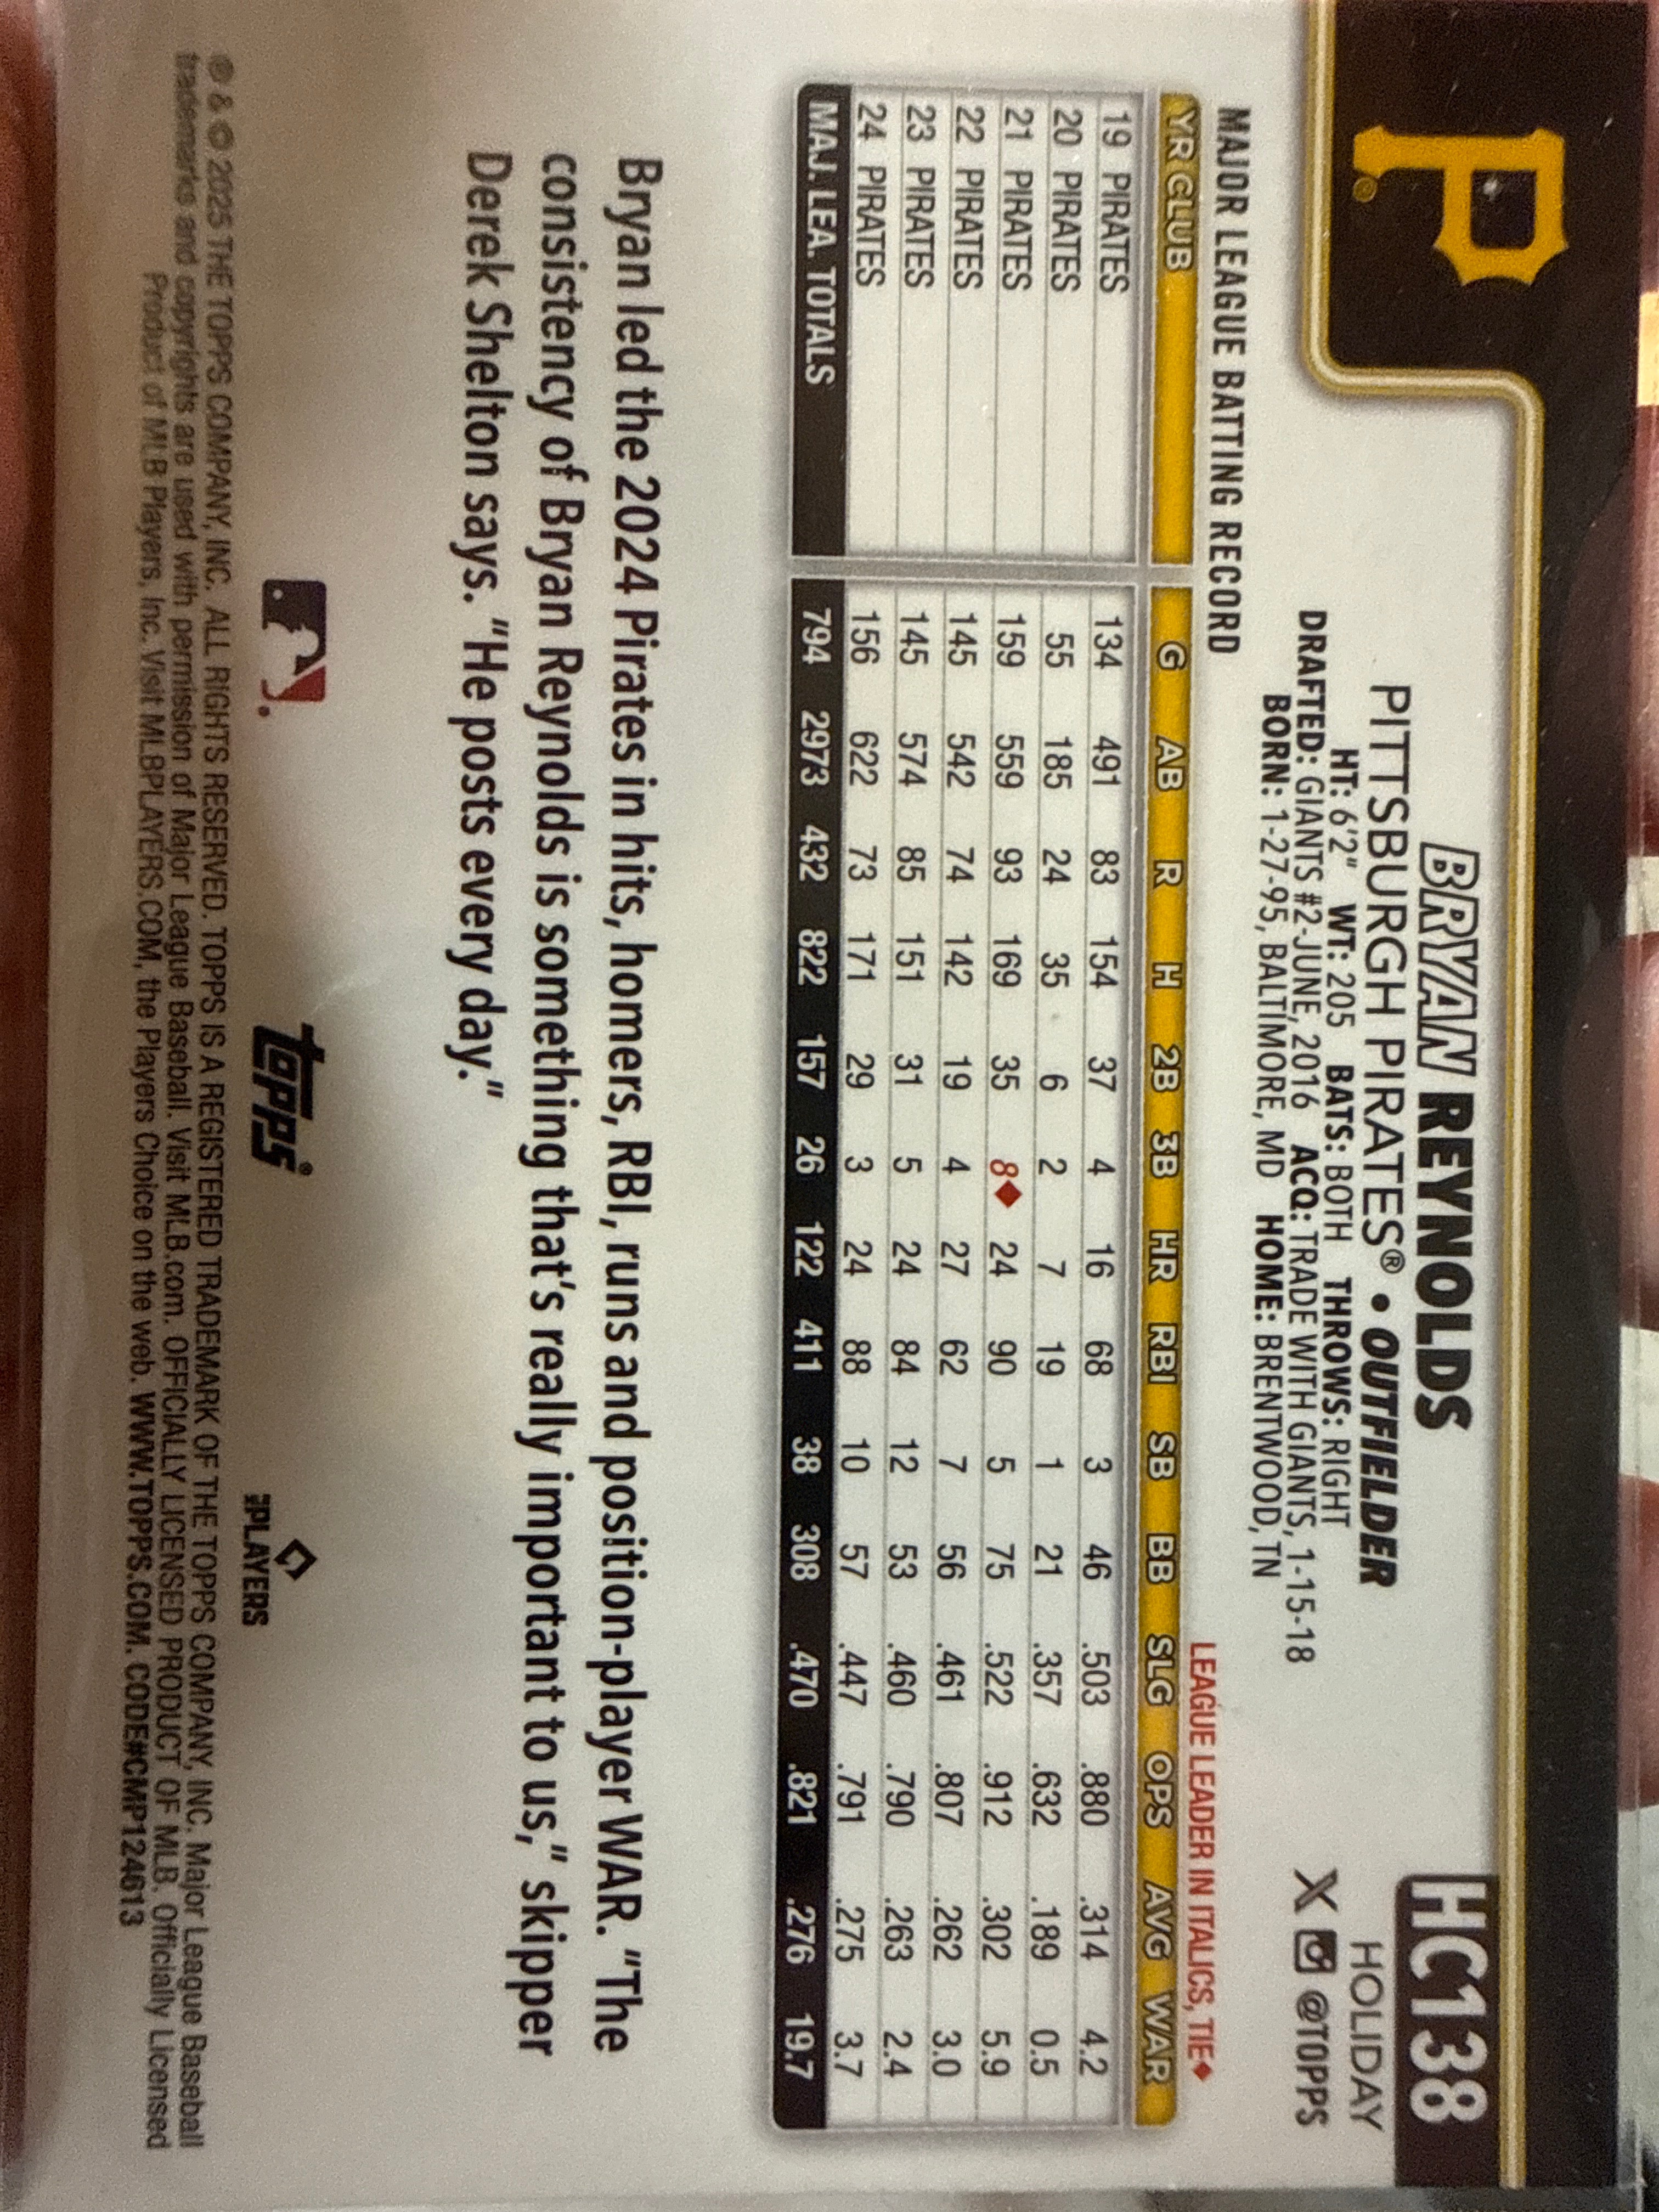 P
HC138
BRYAN REYNOLDS
HOLIDAY
PITTSBURGH PIRATES® • OUTFIELDER
HT: 6'2" WT: 205 BATS: BOTH THROWS: RIGHT
@TOPPS
DRAFTED: GIANTS #2-JUNE, 2016 ACQ: TRADE WITH GIANTS, 1-15-18
BORN: 1-27-95, BALTIMORE, MD HOME: BRENTWOOD, TN
MAJOR LEAGUE BATTING RECORD
LEAGUE LEADER IN ITALICS, TIE♦
YR CLUB G AB R H 2B 3B HR RBI SB BB SLG OPS AVG WAR
19 PIRATES 134 491 83 154 37 4 16 68 3 46 .503 .880 .314 4.2
20 PIRATES 55 185 24 35 6 2 7 19 1 21 .357 .632 .189 0.5
21 PIRATES 159 559 93 169 35 8♦ 24 90 5 75 .522 .912 .302 5.9
22 PIRATES 145 542 74 142 19 4 27 62 7 56 .461 .807 .262 3.0
23 PIRATES 145 574 85 151 31 5 24 84 12 53 .460 .790 .263 2.4
24 PIRATES 156 622 73 171 29 3 24 88 10 57 .447 .791 .275 3.7
MAJ. LEA. TOTALS 794 2973 432 822 157 26 122 411 38 308 .470 .821 .276 19.7
Bryan led the 2024 Pirates in hits, homers, RBI, runs and position-player WAR. "The
consistency of Bryan Reynolds is something that's really important to us," skipper
Derek Shelton says. "He posts every day."
topps®
PLAYERS
® & © 2025 THE TOPPS COMPANY, INC. ALL RIGHTS RESERVED. TOPPS IS A REGISTERED TRADEMARK OF THE TOPPS COMPANY, INC. Major League Baseball
trademarks and copyrights are used with permission of Major League Baseball. Visit MLB.com. OFFICIALLY LICENSED PRODUCT OF MLB. Officially Licensed
Product of MLB Players, Inc. Visit MLBPLAYERS.COM, the Players Choice on the web. WWW.TOPPS.COM. CODE#CMP124613